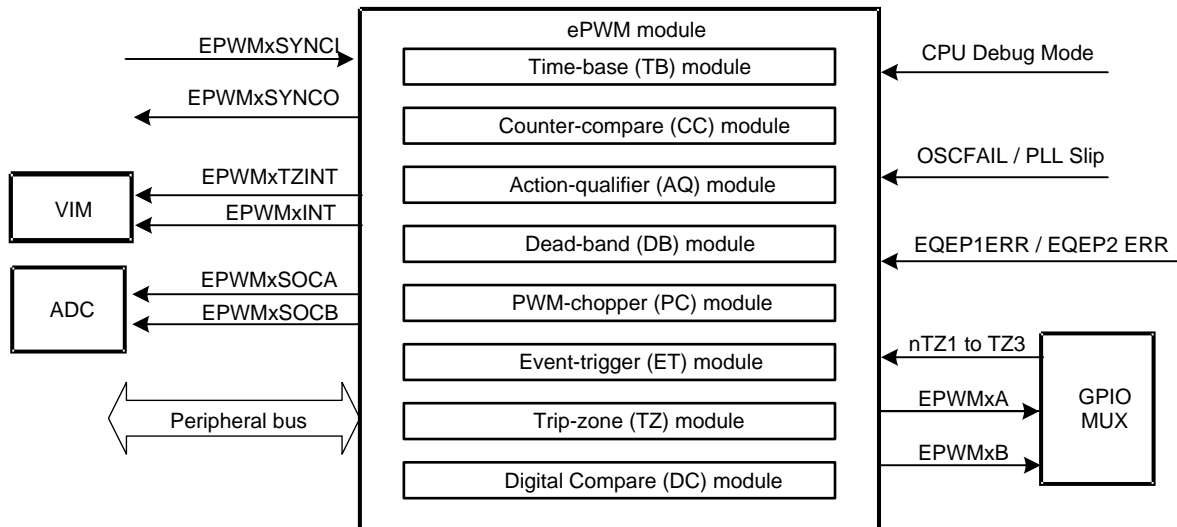 ePWM module
EPWMxSYNCI
Time-base (TB) module
CPU Debug Mode
EPWMxSYNCO
Counter-compare (CC) module
OSCFAIL / PLL Slip
EPWMxTZINT
VIM
Action-qualifier (AQ) module
EPWMxINT
Dead-band (DB) module
EQEP1ERR / EQEP2 ERR
EPWMxSOCA
ADC
PWM-chopper (PC) module
EPWMxSOCB
nTZ1 to TZ3
Event-trigger (ET) module
EPWMxA
GPIO
MUX
Peripheral bus
Trip-zone (TZ) module
EPWMxB
Digital Compare (DC) module